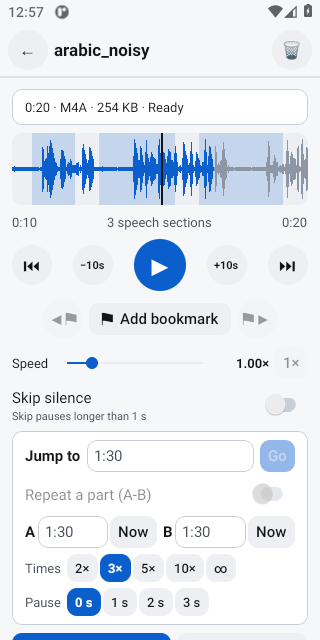 12:57
← arabic_noisy
0:20 · M4A · 254 KB · Ready
0:10 3 speech sections 0:20
−10s +10s
Add bookmark
Speed 1.00× 1×
Skip silence
Skip pauses longer than 1 s
Jump to 1:30 Go
Repeat a part (A-B)
A 1:30 Now B 1:30 Now
Times 2× 3× 5× 10× ∞
Pause 0 s 1 s 2 s 3 s